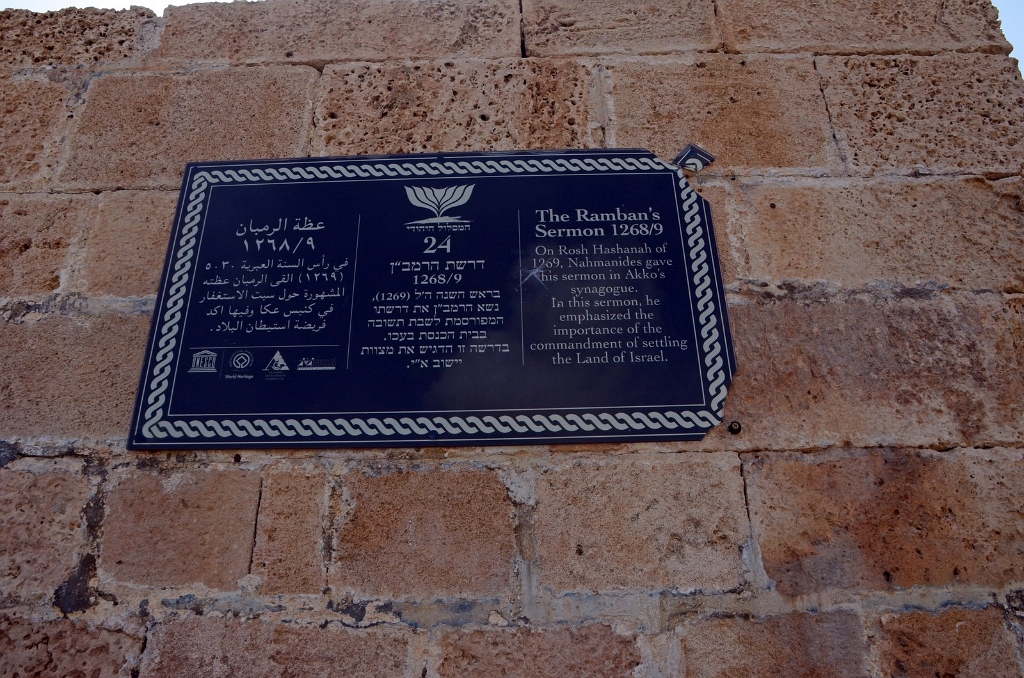 عظة الرمبان
١٢٦٨/٩
في رأس السنة العبرية ٥٠٣٠
(١٢٦٩) القى الرمبان عظته
المشهورة حول سبت الاستغفار
في كنيس عكا وفيها اكد
فريضة استيطان البلاد.
UNESCO
World Heritage
המסלול היהודי
24
דרשת הרמב"ן
1268/9
בראש השנה ה'ל (1269),
נשא הרמב"ן את דרשתו
המפורסמת לשבת תשובה
בבית הכנסת בעכו.
בדרשה זו הדגיש את מצוות
יישוב א"י.
The Ramban's
Sermon 1268/9
On Rosh Hashanah of
1269, Nahmanides gave
this sermon in Akko's
synagogue.
In this sermon, he
emphasized the
importance of the
commandment of settling
the Land of Israel.